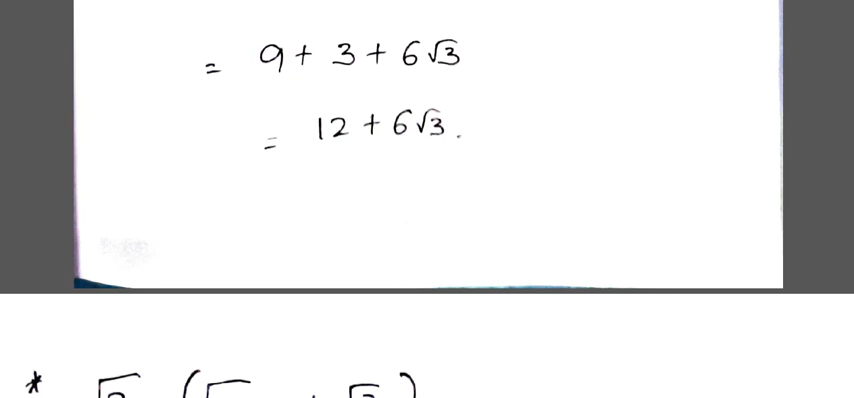 = 9 + 3 + 6√3
= 12 + 6√3.
*